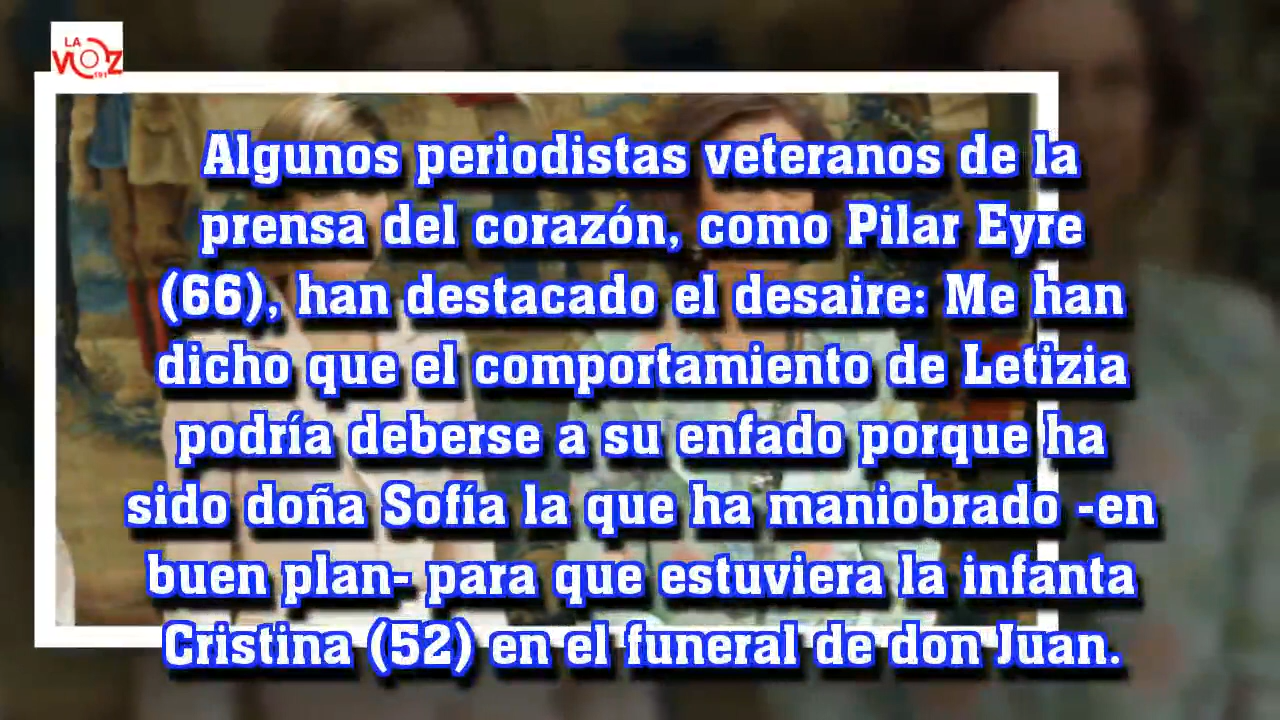 LA
VOZ
Algunos periodistas veteranos de la
prensa del corazón, como Pilar Eyre
(66), han destacado el desaire: Me han
dicho que el comportamiento de Letizia
podría deberse a su enfado porque ha
sido doña Sofía la que ha maniobrado -en
buen plan- para que estuviera la infanta
Cristina (52) en el funeral de don Juan.